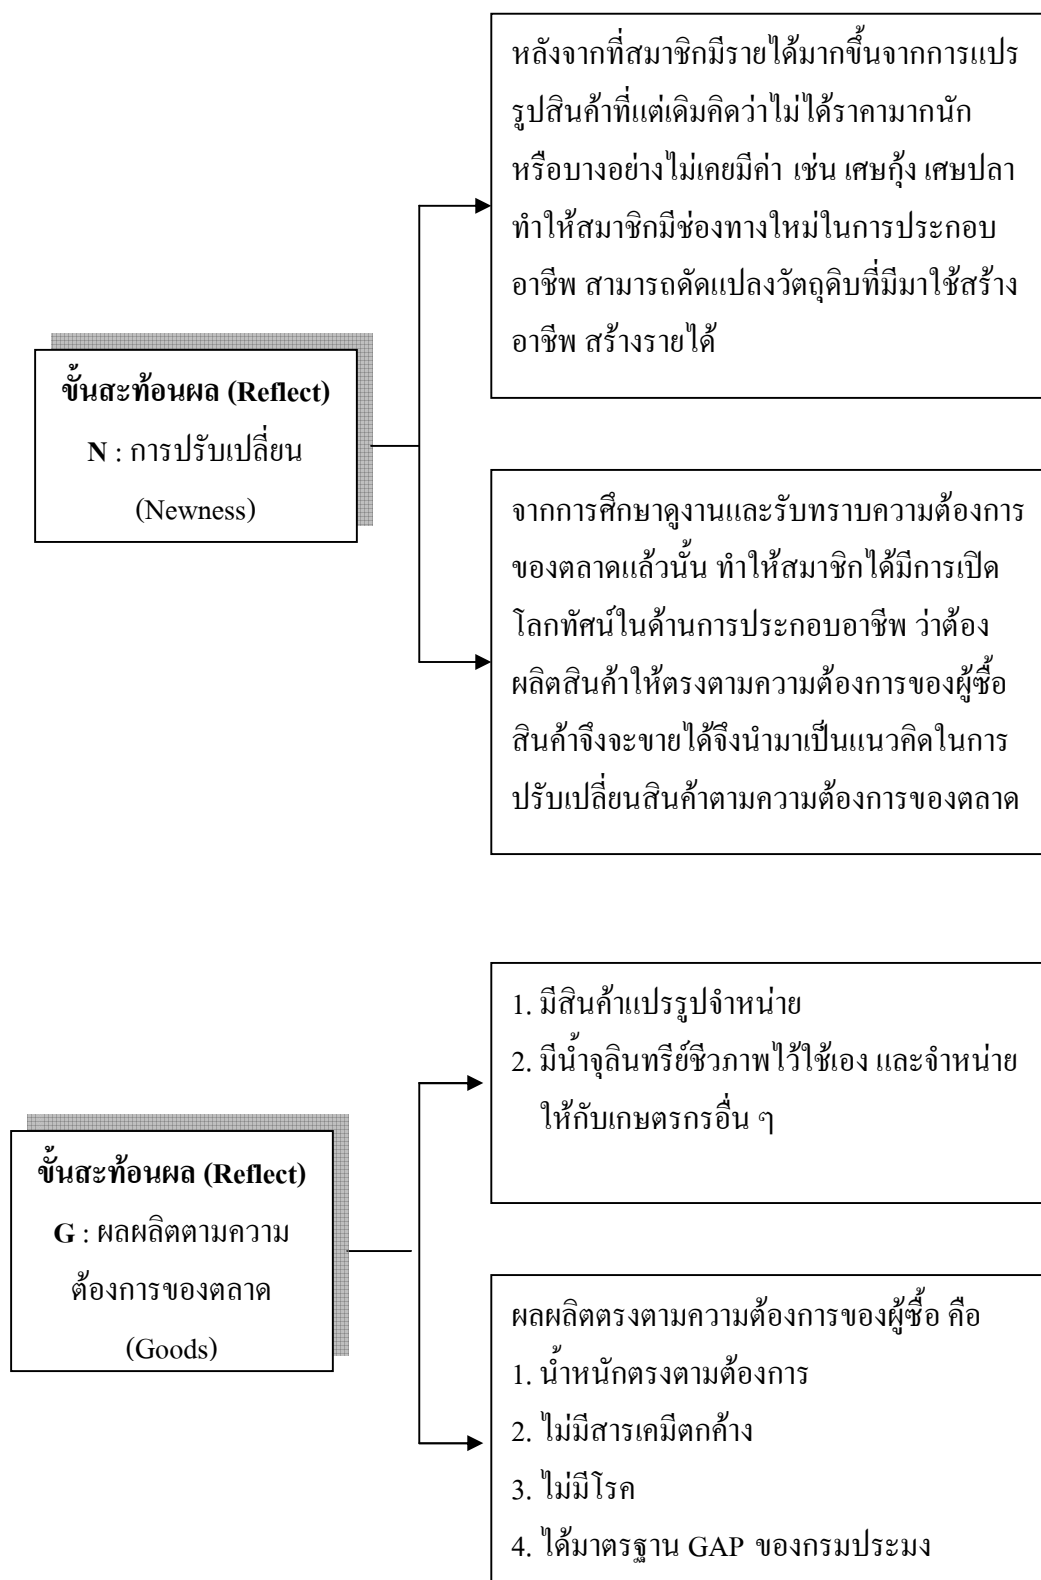 หลังจากที่สมาชิกมีรายได้มากขึ้นจากการแปร
รูปสินค้าที่แต่เดิมคิดว่าไม่ได้ราคามากนัก
หรือบางอย่างไม่เคยมีค่า เช่น เศษกุ้ง เศษปลา
ทำให้สมาชิกมีช่องทางใหม่ในการประกอบ
อาชีพ สามารถดัดแปลงวัตถุดิบที่มีมาใช้สร้าง
อาชีพ สร้างรายได้
ขั้นสะท้อนผล (Reflect)
N : การปรับเปลี่ยน
(Newness)
จากการศึกษาดูงานและรับทราบความต้องการ
ของตลาดแล้วนั้น ทำให้สมาชิกได้มีการเปิด
โลกทัศน์ในด้านการประกอบอาชีพ ว่าต้อง
ผลิตสินค้าให้ตรงตามความต้องการของผู้ซื้อ
สินค้าจึงจะขายได้จึงนำมาเป็นแนวคิดในการ
ปรับเปลี่ยนสินค้าตามความต้องการของตลาด
1. มีสินค้าแปรรูปจำหน่าย
2. มีน้ำจุลินทรีย์ชีวภาพไว้ใช้เอง และจำหน่าย
ให้กับเกษตรกรอื่น ๆ
ขั้นสะท้อนผล (Reflect)
G : ผลผลิตตามความ
ต้องการของตลาด
(Goods)
ผลผลิตตรงตามความต้องการของผู้ซื้อ คือ
1. น้ำหนักตรงตามต้องการ
2. ไม่มีสารเคมีตกค้าง
3. ไม่มีโรค
4. ได้มาตรฐาน GAP ของกรมประมง